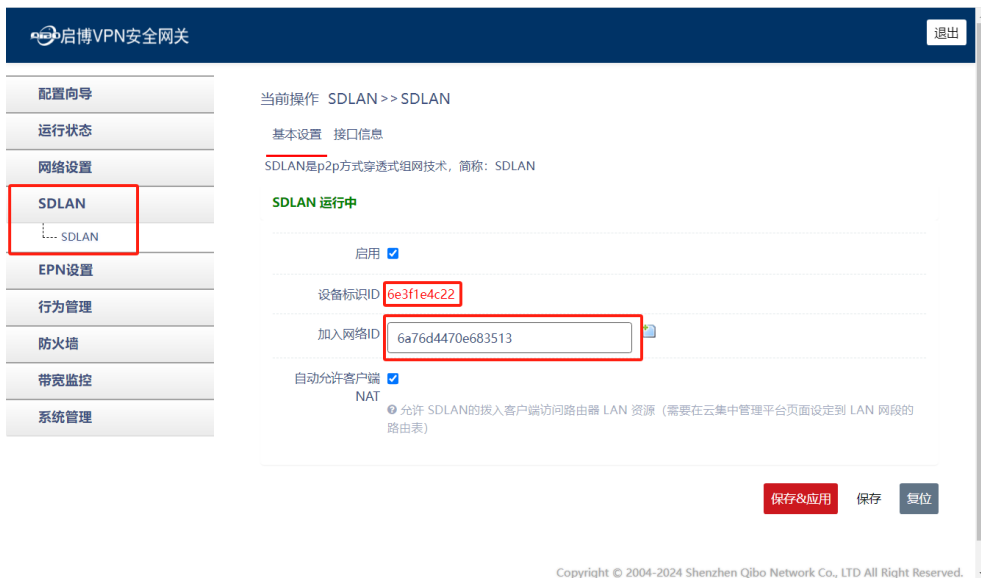 QiBO启博VPN安全网关
退出
配置向导
运行状态
网络设置
SDLAN
SDLAN
EPN设置
行为管理
防火墙
带宽监控
系统管理
当前操作 SDLAN>>SDLAN
基本设置 接口信息
SDLAN是p2p方式穿透式组网技术，简称：SDLAN
SDLAN 运行中
启用
设备标识ID 6e3f1e4c22
加入网络ID 6a76d4470e683513
自动允许客户端
NAT
允许 SDLAN的拨入客户端访问路由器 LAN 资源（需要在云集中管理平台页面设定到 LAN 网段的
路由表）
保存&应用 保存 复位
Copyright © 2004-2024 Shenzhen Qibo Network Co., LTD All Right Reserved.